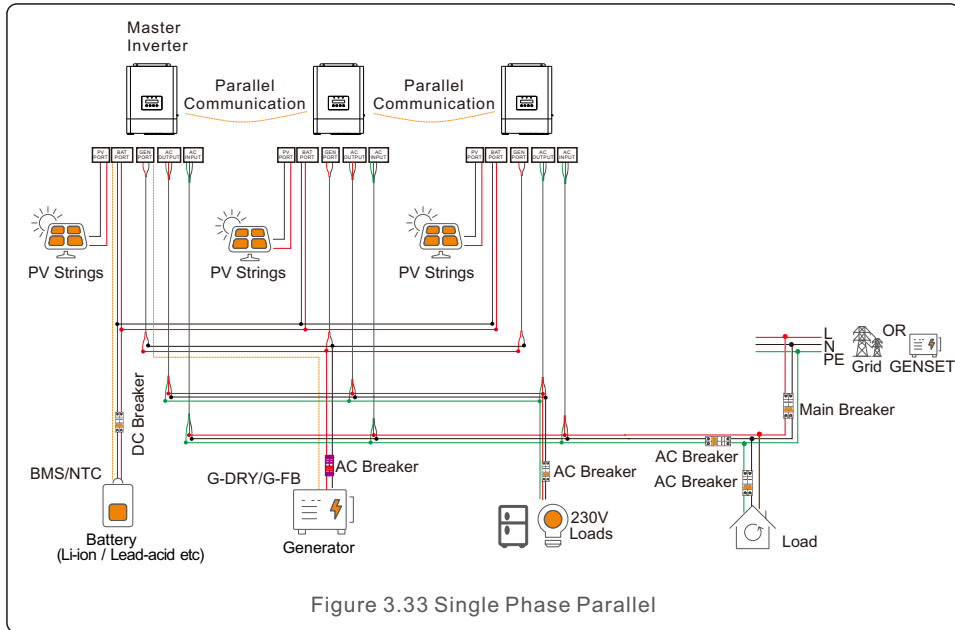 Master
Inverter
Parallel
Communication
Parallel
Communication
PV
PORT
BAT
PORT
GEN
PORT
AC
OUTPUT
AC
INPUT
PV
PORT
BAT
PORT
GEN
PORT
AC
OUTPUT
AC
INPUT
PV
PORT
BAT
PORT
GEN
PORT
AC
OUTPUT
AC
INPUT
PV Strings
PV Strings
PV Strings
L
N
PE
OR
Grid GENSET
DC Breaker
Main Breaker
AC Breaker
AC Breaker
BMS/NTC
G-DRY/G-FB
AC Breaker
AC Breaker
230V
Loads
Battery
(Li-ion / Lead-acid etc)
Generator
Load
Figure 3.33 Single Phase Parallel